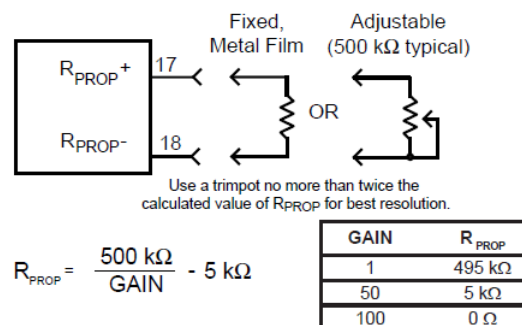 Fixed,
Metal Film
Adjustable
(500 kΩ typical)
RPROP+ 17
OR
RPROP- 18
Use a trimpot no more than twice the
calculated value of RPROP for best resolution.
RPROP = 500 kΩ / GAIN - 5 kΩ
GAIN RPROP
1 495 kΩ
50 5 kΩ
100 0 Ω